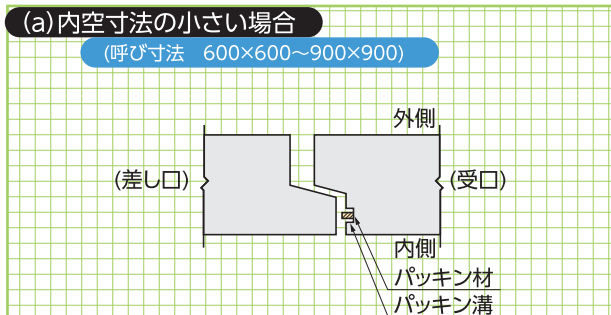 (a)内空寸法の小さい場合
(呼び寸法 600×600〜900×900)
外側
(差し口)
(受口)
内側
パッキン材
パッキン溝